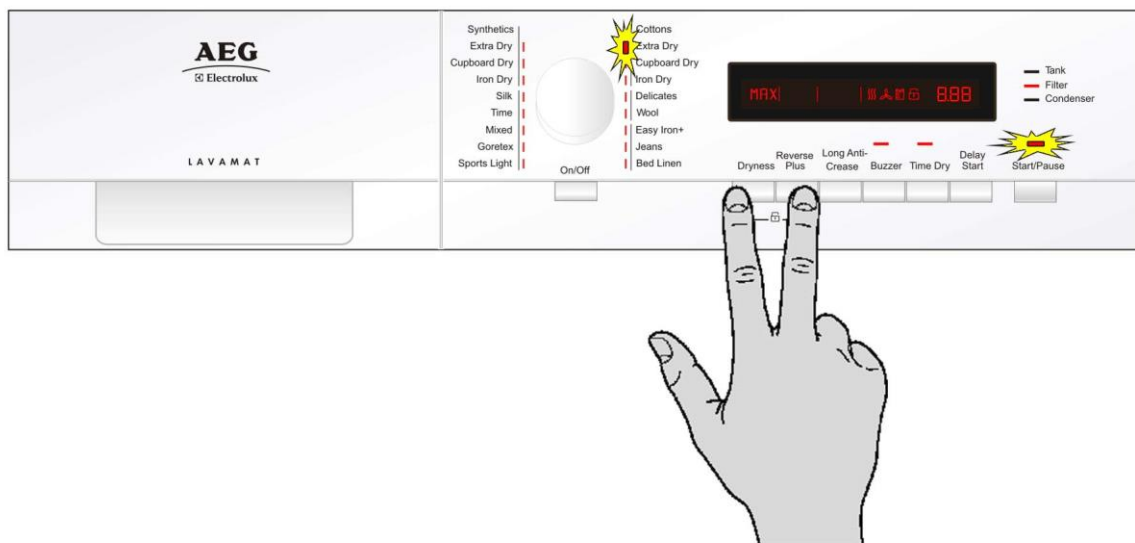 AEG
Electrolux
LAVAMAT
Synthetics
Extra Dry
Cupboard Dry
Iron Dry
Silk
Time
Mixed
Goretex
Sports Light
On/Off
Cottons
Extra Dry
Cupboard Dry
Iron Dry
Delicates
Wool
Easy Iron+
Jeans
Bed Linen
MAX
8.88
Tank
Filter
Condenser
Dryness
Reverse
Plus
Long Anti-
Crease
Buzzer
Time Dry
Delay
Start
Start/Pause